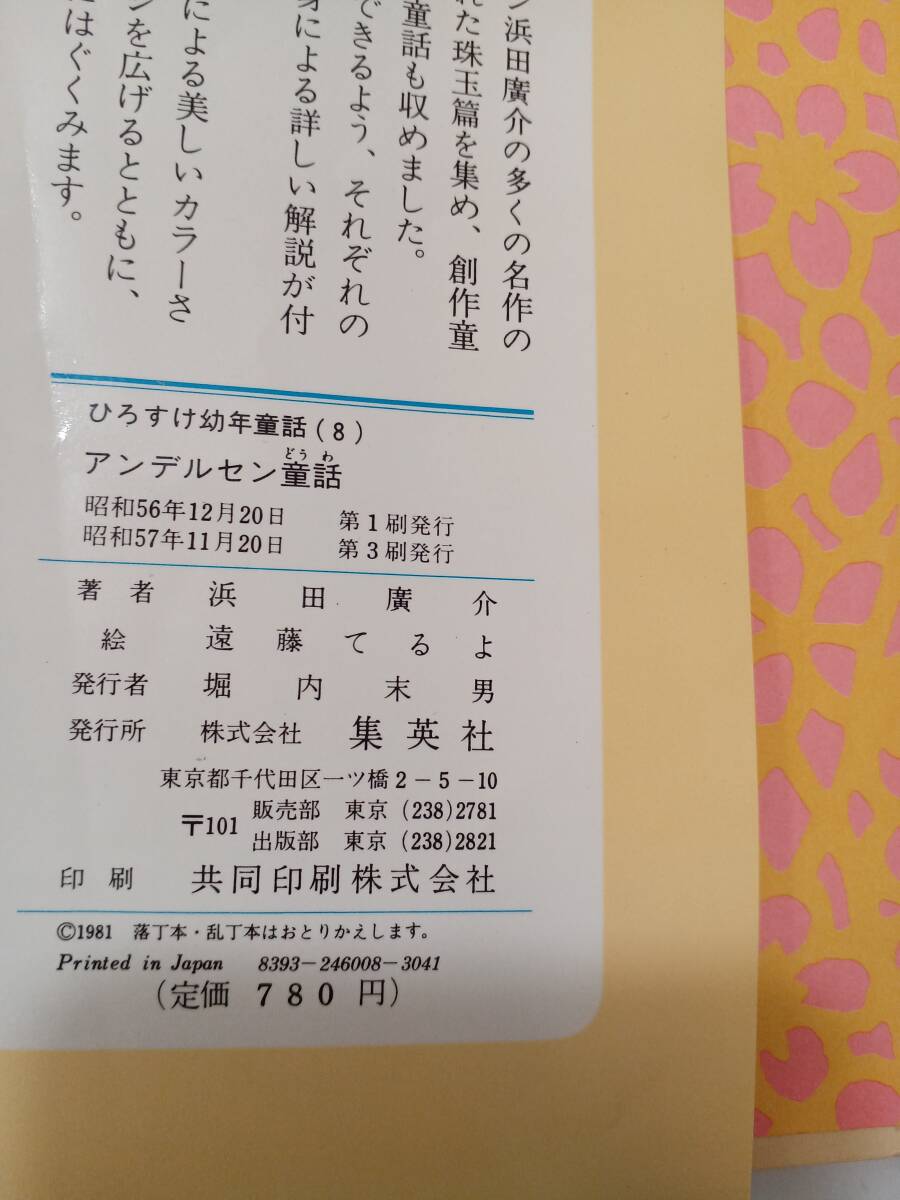 ン浜田廣介の多くの名作の
れた珠玉篇を集め、創作童
童話も収めました。
できるよう、それぞれの
による詳しい解説が付
による美しいカラーさ
ンを広げるとともに、
はぐくみます。
ひろすけ幼年童話(8)
アンデルセン童話
どうわ
昭和56年12月20日 第1刷発行
昭和57年11月20日 第3刷発行
著者 浜田廣介
絵 遠藤てるよ
発行者 堀内末男
発行所 株式会社 集英社
東京都千代田区一ツ橋2-5-10
〒101 販売部 東京(238)2781
出版部 東京(238)2821
印刷 共同印刷株式会社
©1981 落丁本・乱丁本はおとりかえします。
Printed in Japan 8393-246008-3041
(定価 780円)